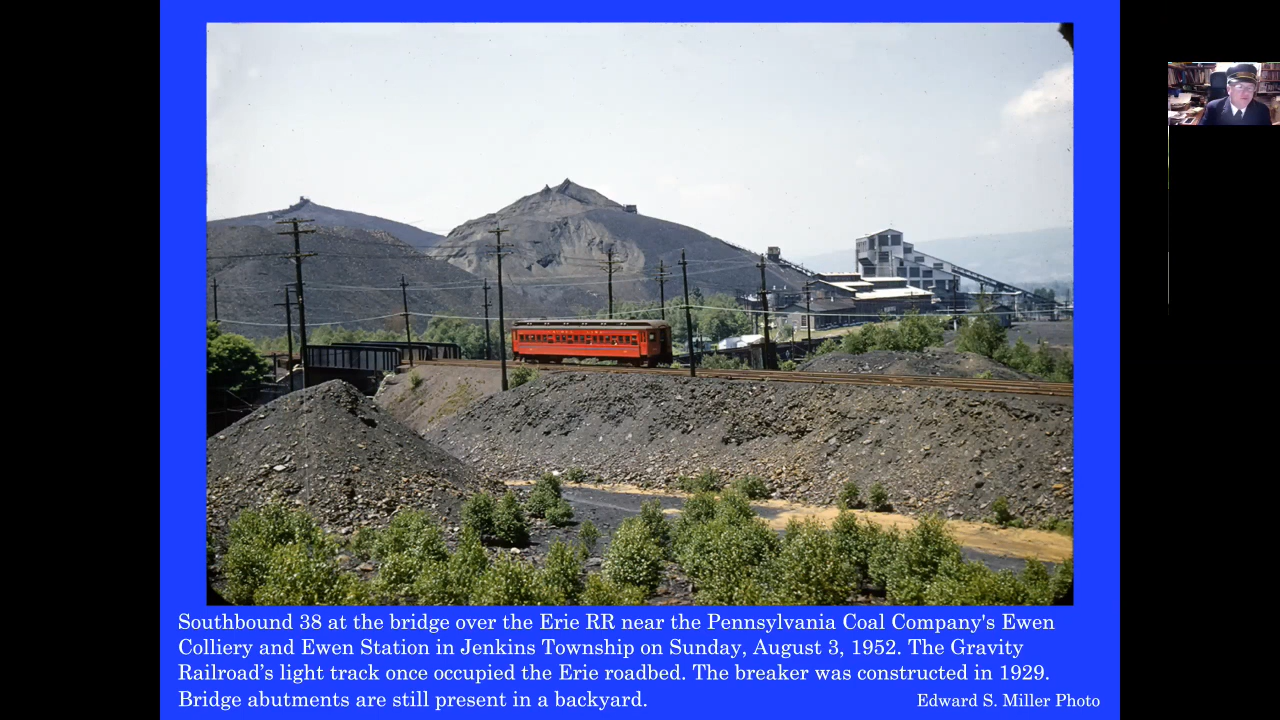 Southbound 38 at the bridge over the Erie RR near the Pennsylvania Coal Company's Ewen
Colliery and Ewen Station in Jenkins Township on Sunday, August 3, 1952. The Gravity
Railroad’s light track once occupied the Erie roadbed. The breaker was constructed in 1929.
Bridge abutments are still present in a backyard. Edward S. Miller Photo